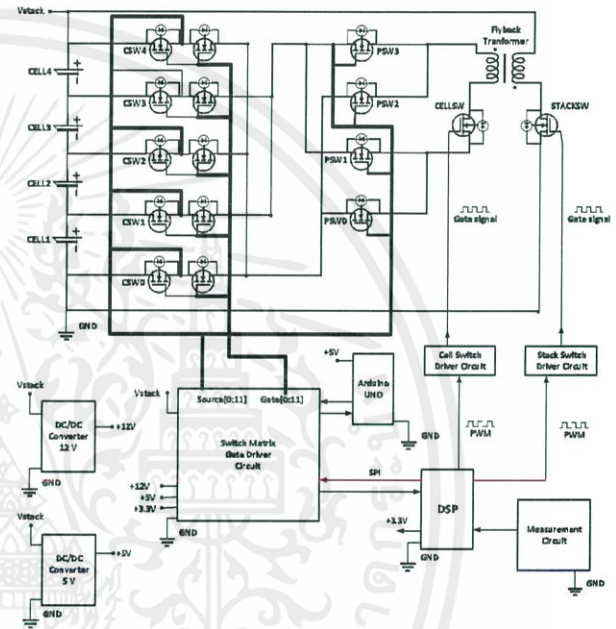 Vstack
Flyback
Tranformer
CSW4
PSW3
CELL4
CSW3
PSW2
CELLSW
STACKSW
CELL3
CSW2
PSW1
CELL2
Gate signal
Gate signal
CSW1
PSW0
CELL1
CSW0
GND
+5V
Arduino
UNO
Cell Switch
Driver Circuit
Stack Switch
Driver Circuit
Vstack
Source[0:11]
Gate[0:11]
Vstack
DC/DC
Converter
12 V
+12V
GND
Switch Matrix
Gate Driver
Circuit
GND
PWM
PWM
SPI
+12V
+5V
+3.3V
GND
DSP
+3.3V
GND
Measurement
Circuit
GND
Vstack
DC/DC
Converter
5 V
+5V
GND